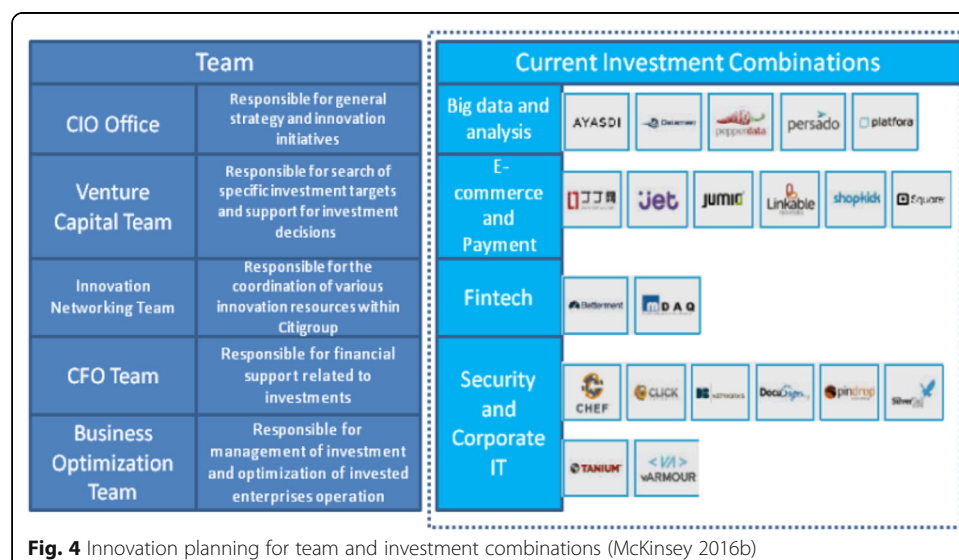 Team
CIO Office
Responsible for general
strategy and innovation
initiatives
Venture
Capital Team
Responsible for search of
specific investment targets
and support for investment
decisions
Innovation
Networking Team
Responsible for the
coordination of various
innovation resources within
Citigroup
CFO Team
Responsible for financial
support related to
investments
Business
Optimization
Team
Responsible for
management of investment
and optimization of invested
enterprises operation
Current Investment Combinations
Big data and
analysis
AYASDI
Datameer
pepperdata
persado
platfora
E-
commerce
and
Payment
Jet
JUMIO
Linkable
shopkick
Square
Fintech
Betterment
mDAQ
Security
and
Corporate
IT
CHEF
CLICK
NETWORKS
DocuSign
pindrop
Silver
TANIUM
<VA>
vARMOUR
Fig. 4 Innovation planning for team and investment combinations (McKinsey 2016b)